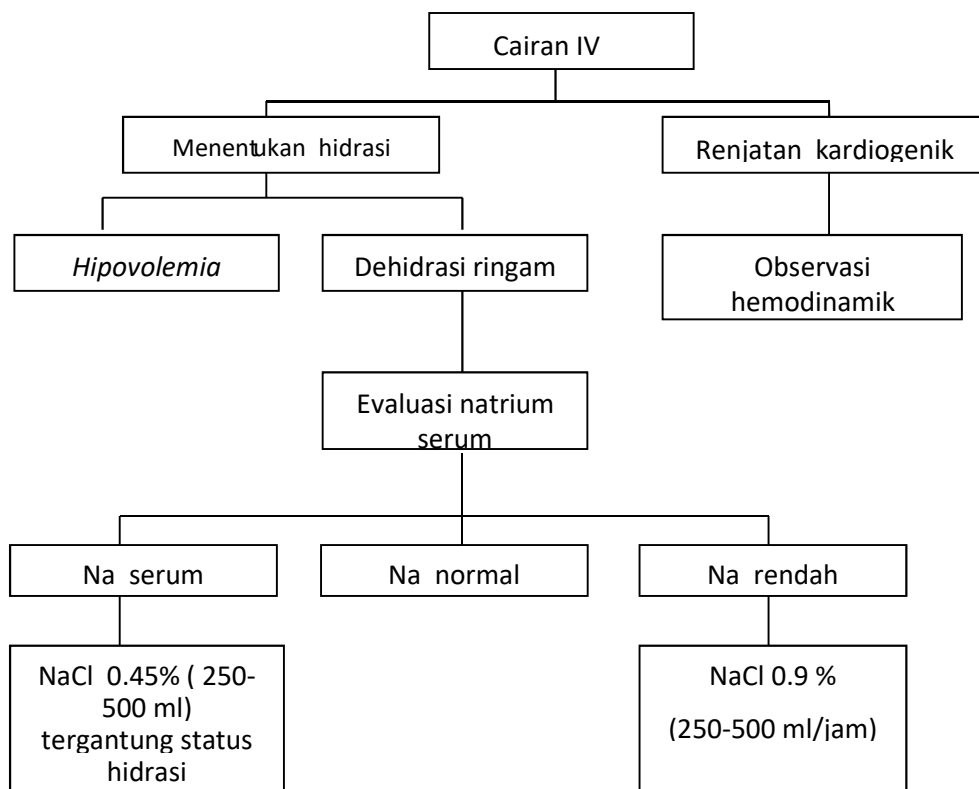 Cairan IV
Menentukan hidrasi
Renjatan kardiogenik
Hipovolemia
Dehidrasi ringam
Observasi
hemodinamik
Evaluasi natrium
serum
Na serum
Na normal
Na rendah
NaCl 0.45% ( 250-
500 ml)
tergantung status
hidrasi
NaCl 0.9 %
(250-500 ml/jam)